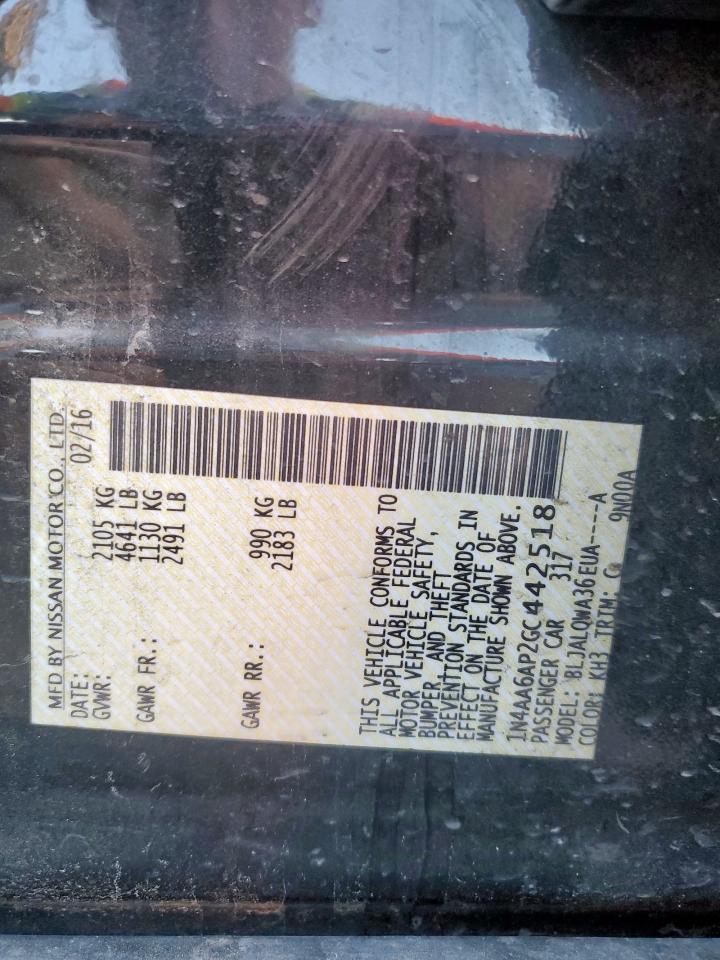 MFD BY NISSAN MOTOR CO., LTD.
DATE: 02/16
GVWR: 2105 KG
4641 LB
GAWR FR.: 1130 KG
2491 LB
GAWR RR.: 990 KG
2183 LB
THIS VEHICLE CONFORMS TO
ALL APPLICABLE FEDERAL
MOTOR VEHICLE SAFETY,
BUMPER, AND THEFT
PREVENTION STANDARDS IN
EFFECT ON THE DATE OF
MANUFACTURE SHOWN ABOVE.
1N4AA6AP2GC442518
PASSENGER CAR 317
MODEL: BLJALQWA36EUA-----A
COLOR: KH3 TRIM: G 9N00A